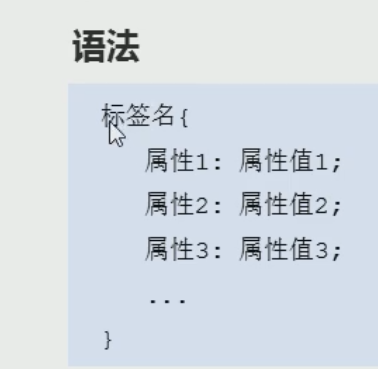 语法
标签名{
属性1: 属性值1;
属性2: 属性值2;
属性3: 属性值3;
...
}